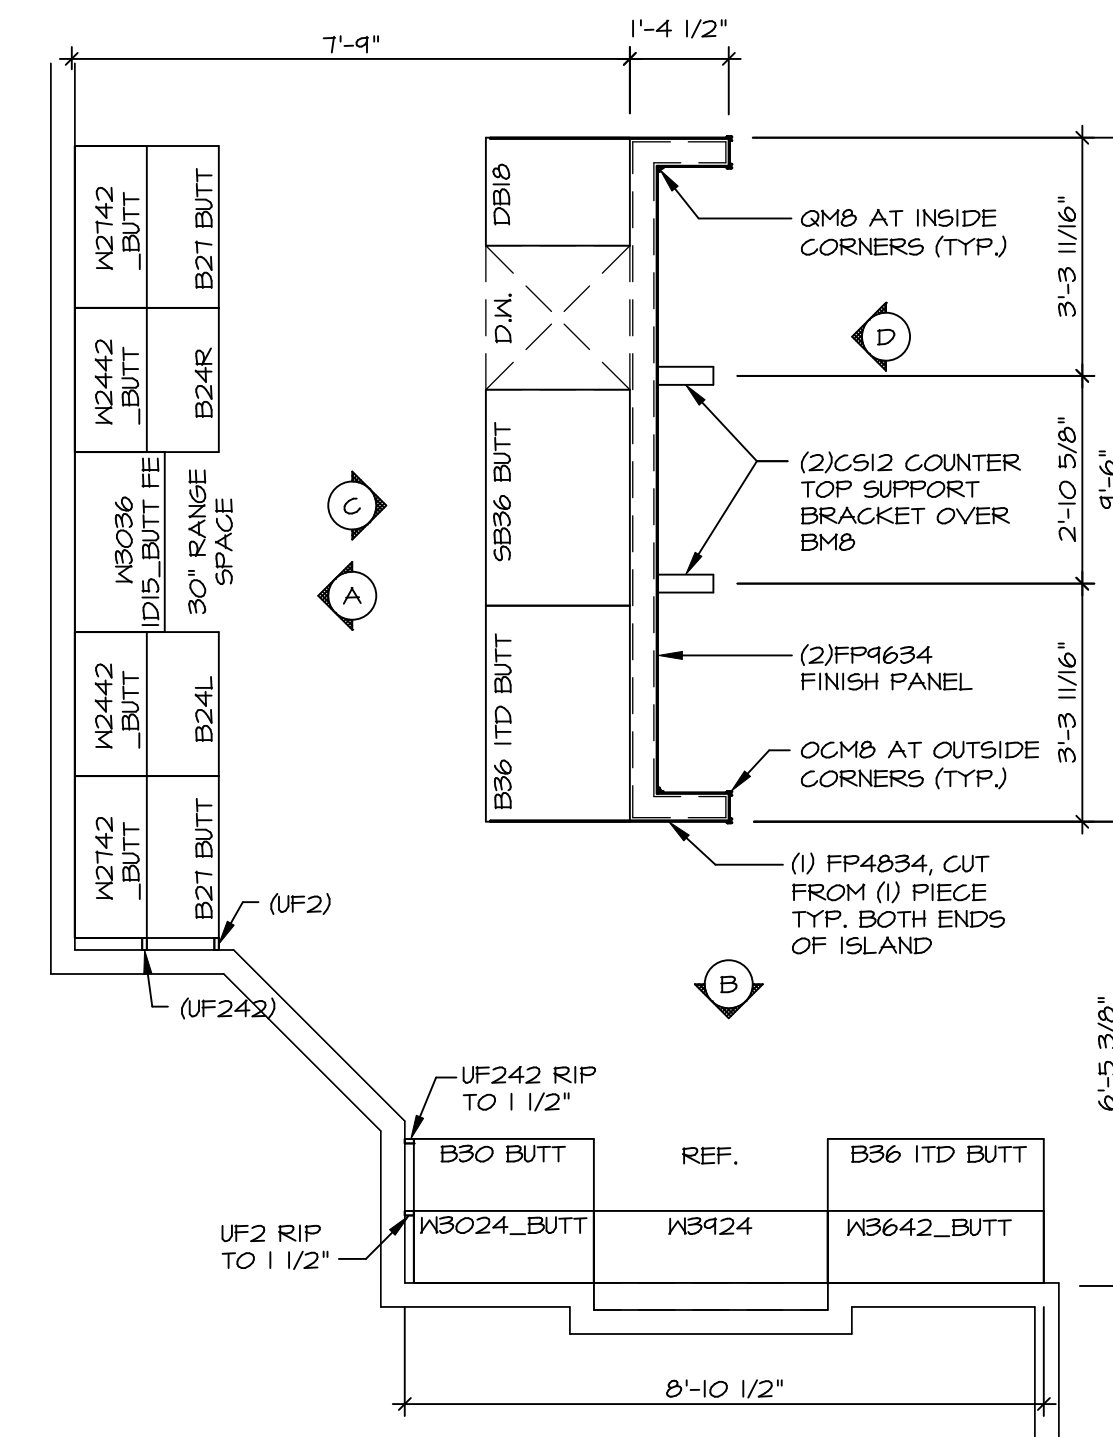 7'-9"
1'-4 1/2"
W2742
_BUTT
B27 BUTT
W2442
_BUTT
B24R
W3036
1D15_BUTT FE
30" RANGE
SPACE
W2442
_BUTT
B24L
W2742
_BUTT
B27 BUTT
(UF2)
(UF242)
DB18
D.W.
SB36 BUTT
B36 1TD BUTT
C
A
QM8 AT INSIDE
CORNERS (TYP.)
D
(2)CS12 COUNTER
TOP SUPPORT
BRACKET OVER
BM8
(2)FP9634
FINISH PANEL
OCM8 AT OUTSIDE
CORNERS (TYP.)
(1) FP4834, CUT
FROM (1) PIECE
TYP. BOTH ENDS
OF ISLAND
3'-3 11/16"
2'-10 5/8"
3'-3 11/16"
9'-6"
6'-5 3/8"
B
UF242 RIP
TO 1 1/2"
B30 BUTT
REF.
B36 1TD BUTT
UF2 RIP
TO 1 1/2"
W3024_BUTT
W3924
W3642_BUTT
8'-10 1/2"